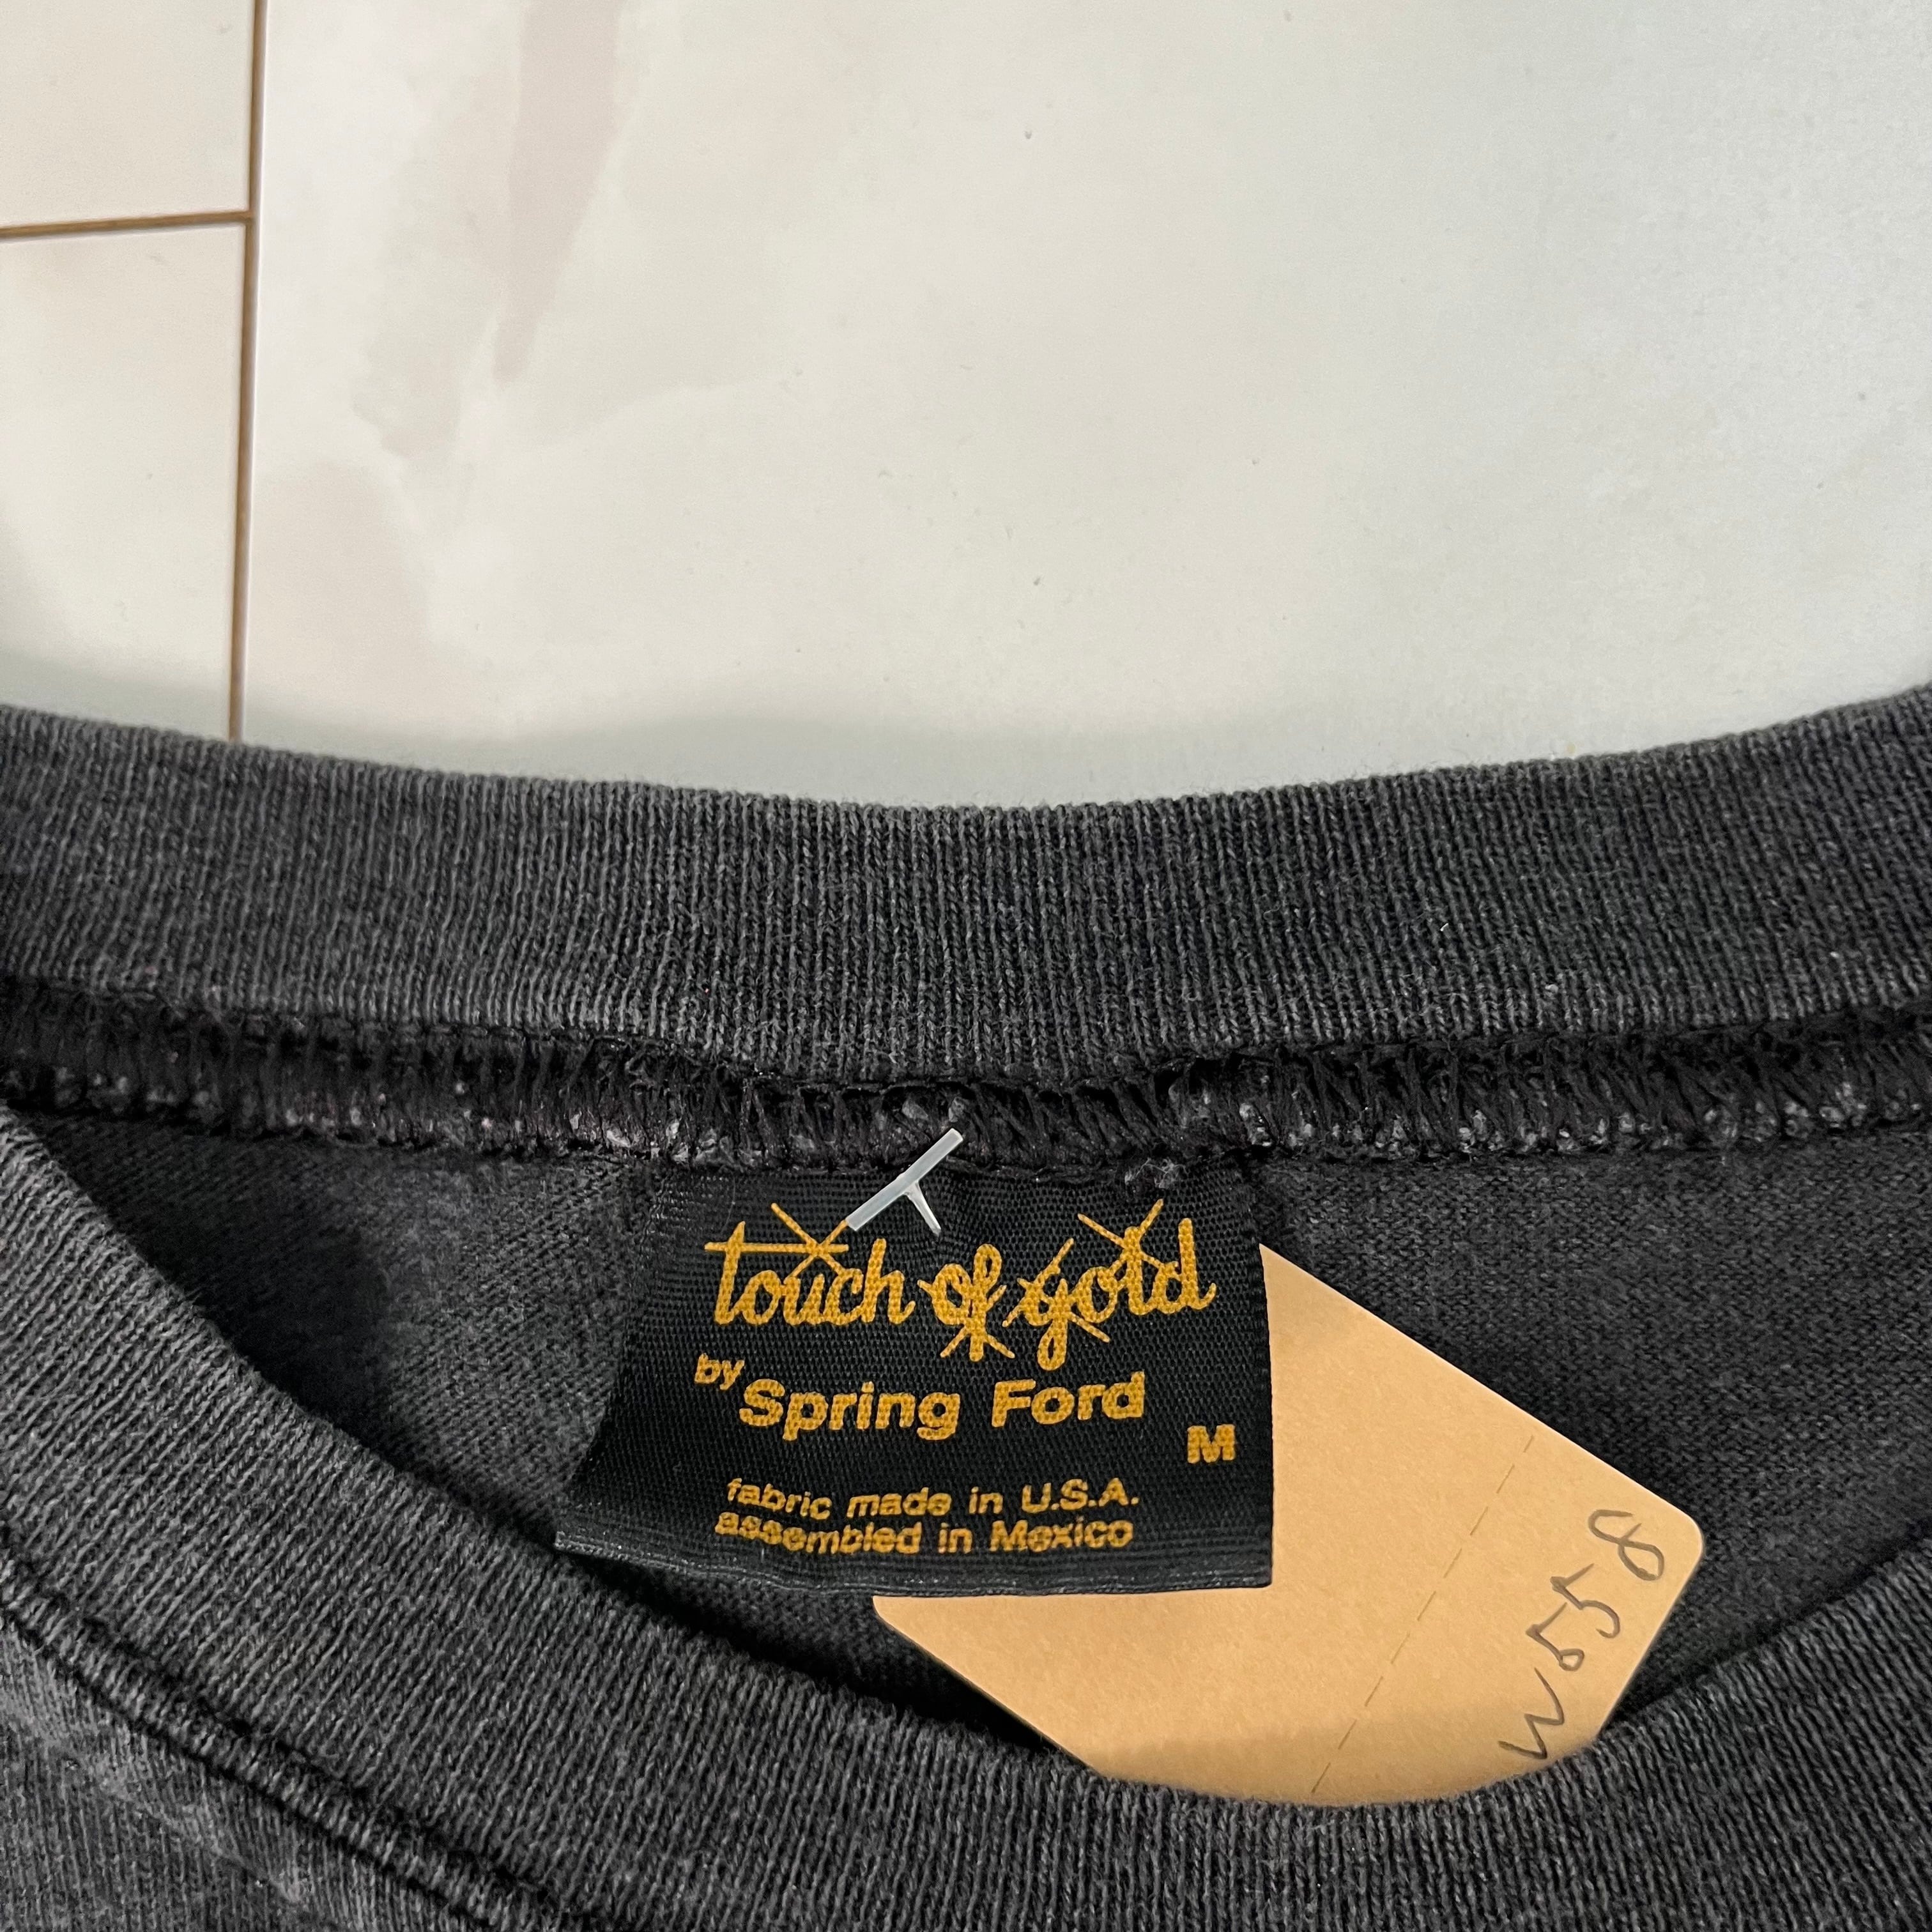 touch of gold
by Spring Ford
M
fabric made in U.S.A.
assembled in Mexico
W558